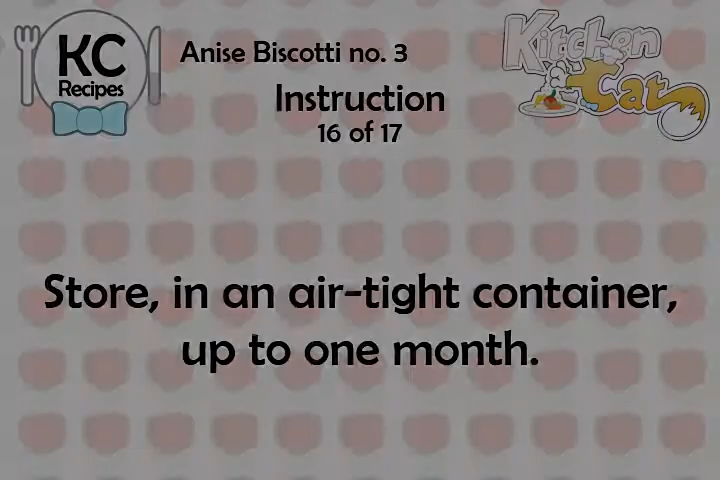 KC
Recipes
Anise Biscotti no. 3
Kitchen
Cat
Instruction
16 of 17
Store, in an air-tight container,
up to one month.